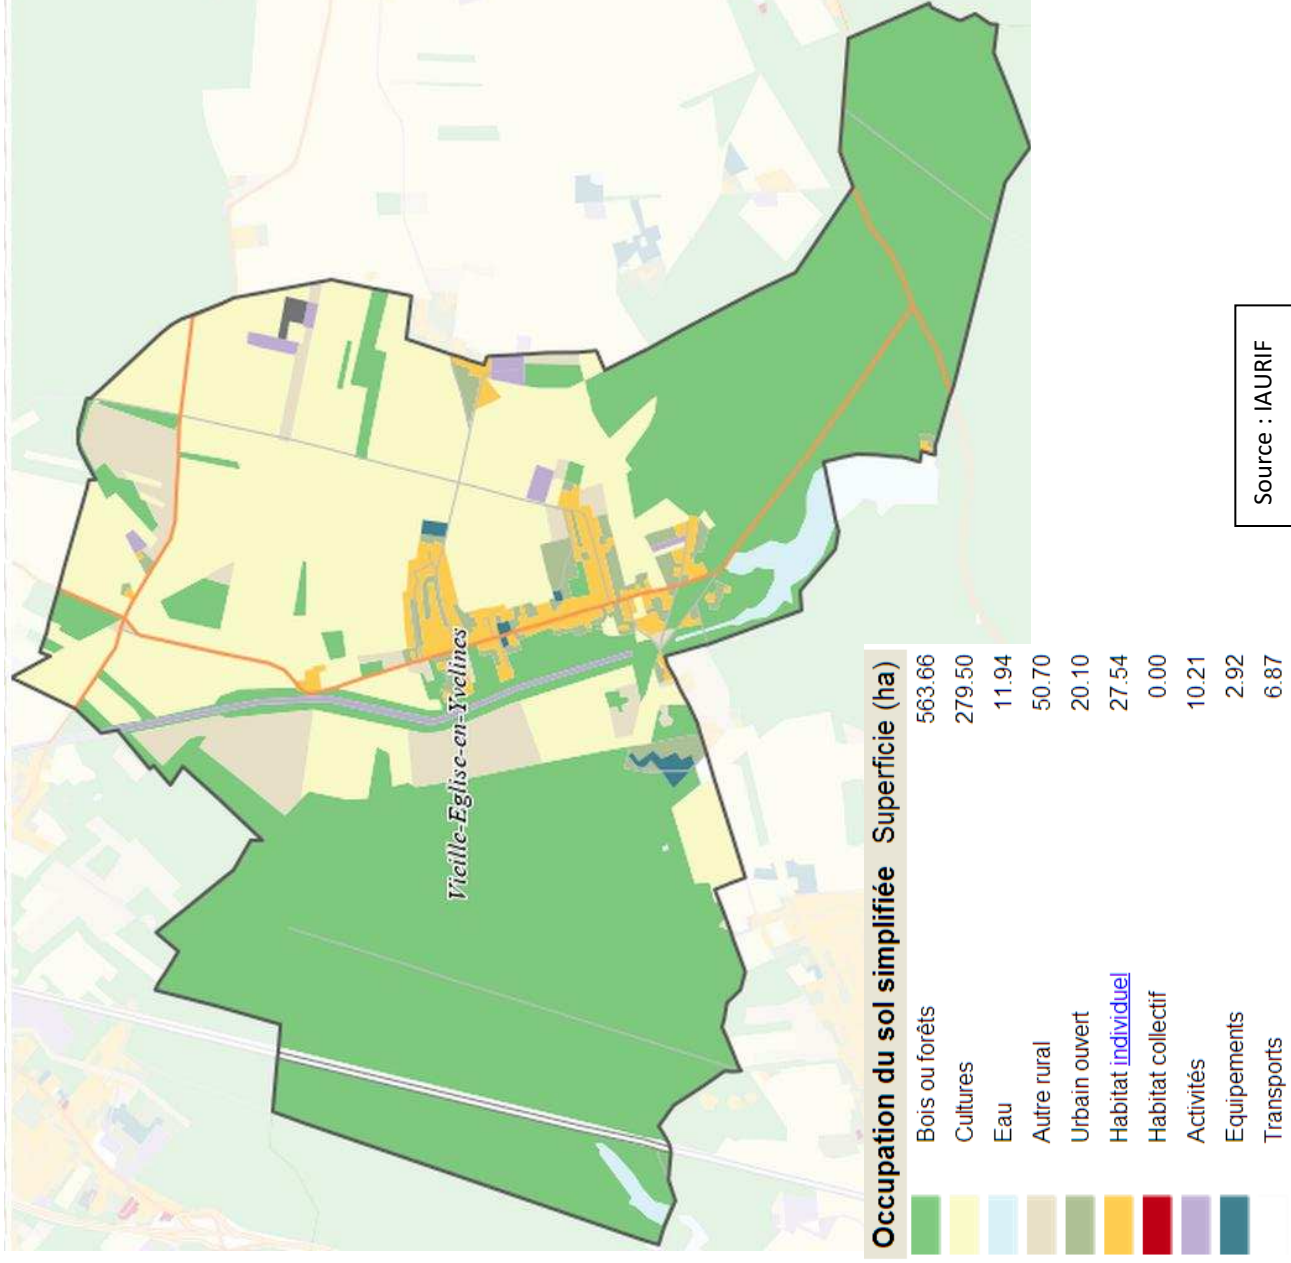 Vieille-Eglise-en-Yvelines
Occupation du sol simplifiée Superficie (ha)
Bois ou forêts 563.66
Cultures 279.50
Eau 11.94
Autre rural 50.70
Urbain ouvert 20.10
Habitat individuel 27.54
Habitat collectif 0.00
Activités 10.21
Equipements 2.92
Transports 6.87
Source : IAURIF